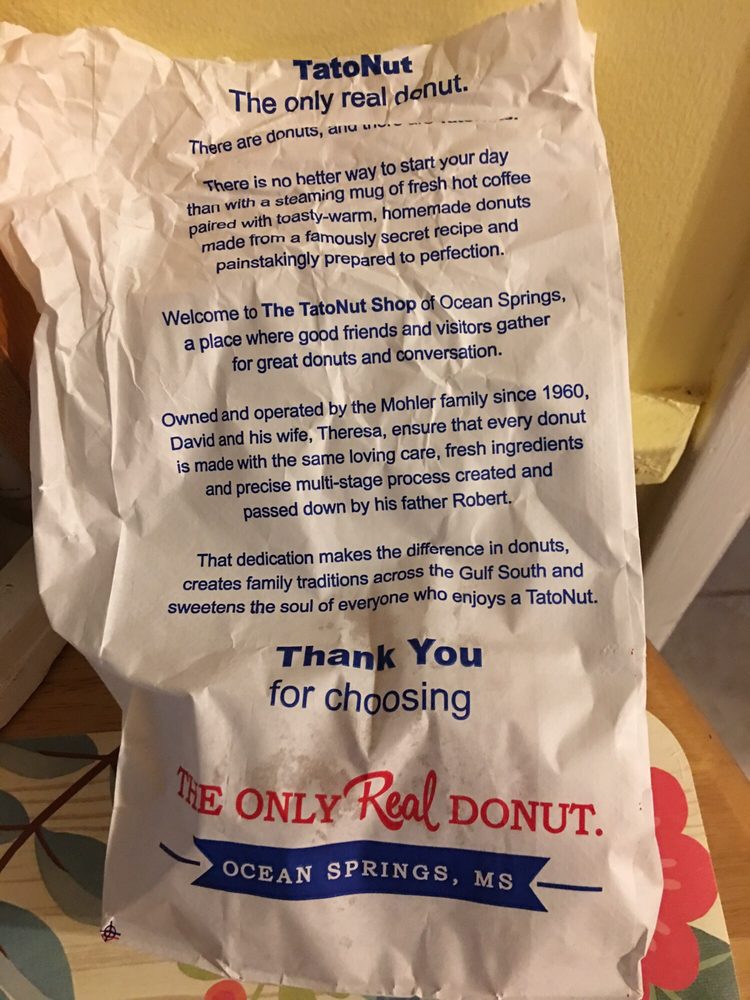 TatoNut
The only real donut.
There are donuts, and
There is no better way to start your day
than with a steaming mug of fresh hot coffee
paired with toasty-warm, homemade donuts
made from a famously secret recipe and
painstakingly prepared to perfection.
Welcome to The TatoNut Shop of Ocean Springs,
a place where good friends and visitors gather
for great donuts and conversation.
Owned and operated by the Mohler family since 1960,
David and his wife, Theresa, ensure that every donut
is made with the same loving care, fresh ingredients
and precise multi-stage process created and
passed down by his father Robert.
That dedication makes the difference in donuts,
creates family traditions across the Gulf South and
sweetens the soul of everyone who enjoys a TatoNut.
Thank You
for choosing
THE ONLY Real DONUT.
OCEAN SPRINGS, MS